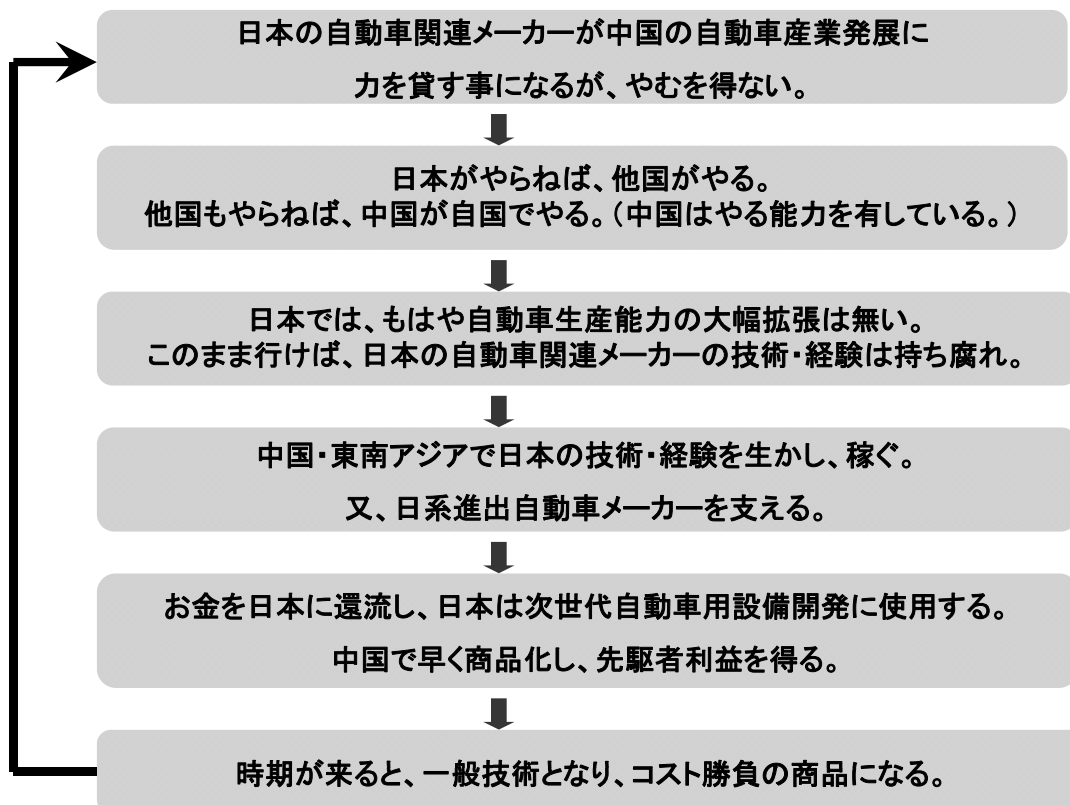 日本の自動車関連メーカーが中国の自動車産業発展に
力を貸す事になるが、やむを得ない。
日本がやらねば、他国がやる。
他国もやらねば、中国が自国でやる。（中国はやる能力を有している。）
日本では、もはや自動車生産能力の大幅拡張は無い。
このまま行けば、日本の自動車関連メーカーの技術・経験は持ち腐れ。
中国・東南アジアで日本の技術・経験を生かし、稼ぐ。
又、日系進出自動車メーカーを支える。
お金を日本に還流し、日本は次世代自動車用設備開発に使用する。
中国で早く商品化し、先駆者利益を得る。
時期が来ると、一般技術となり、コスト勝負の商品になる。